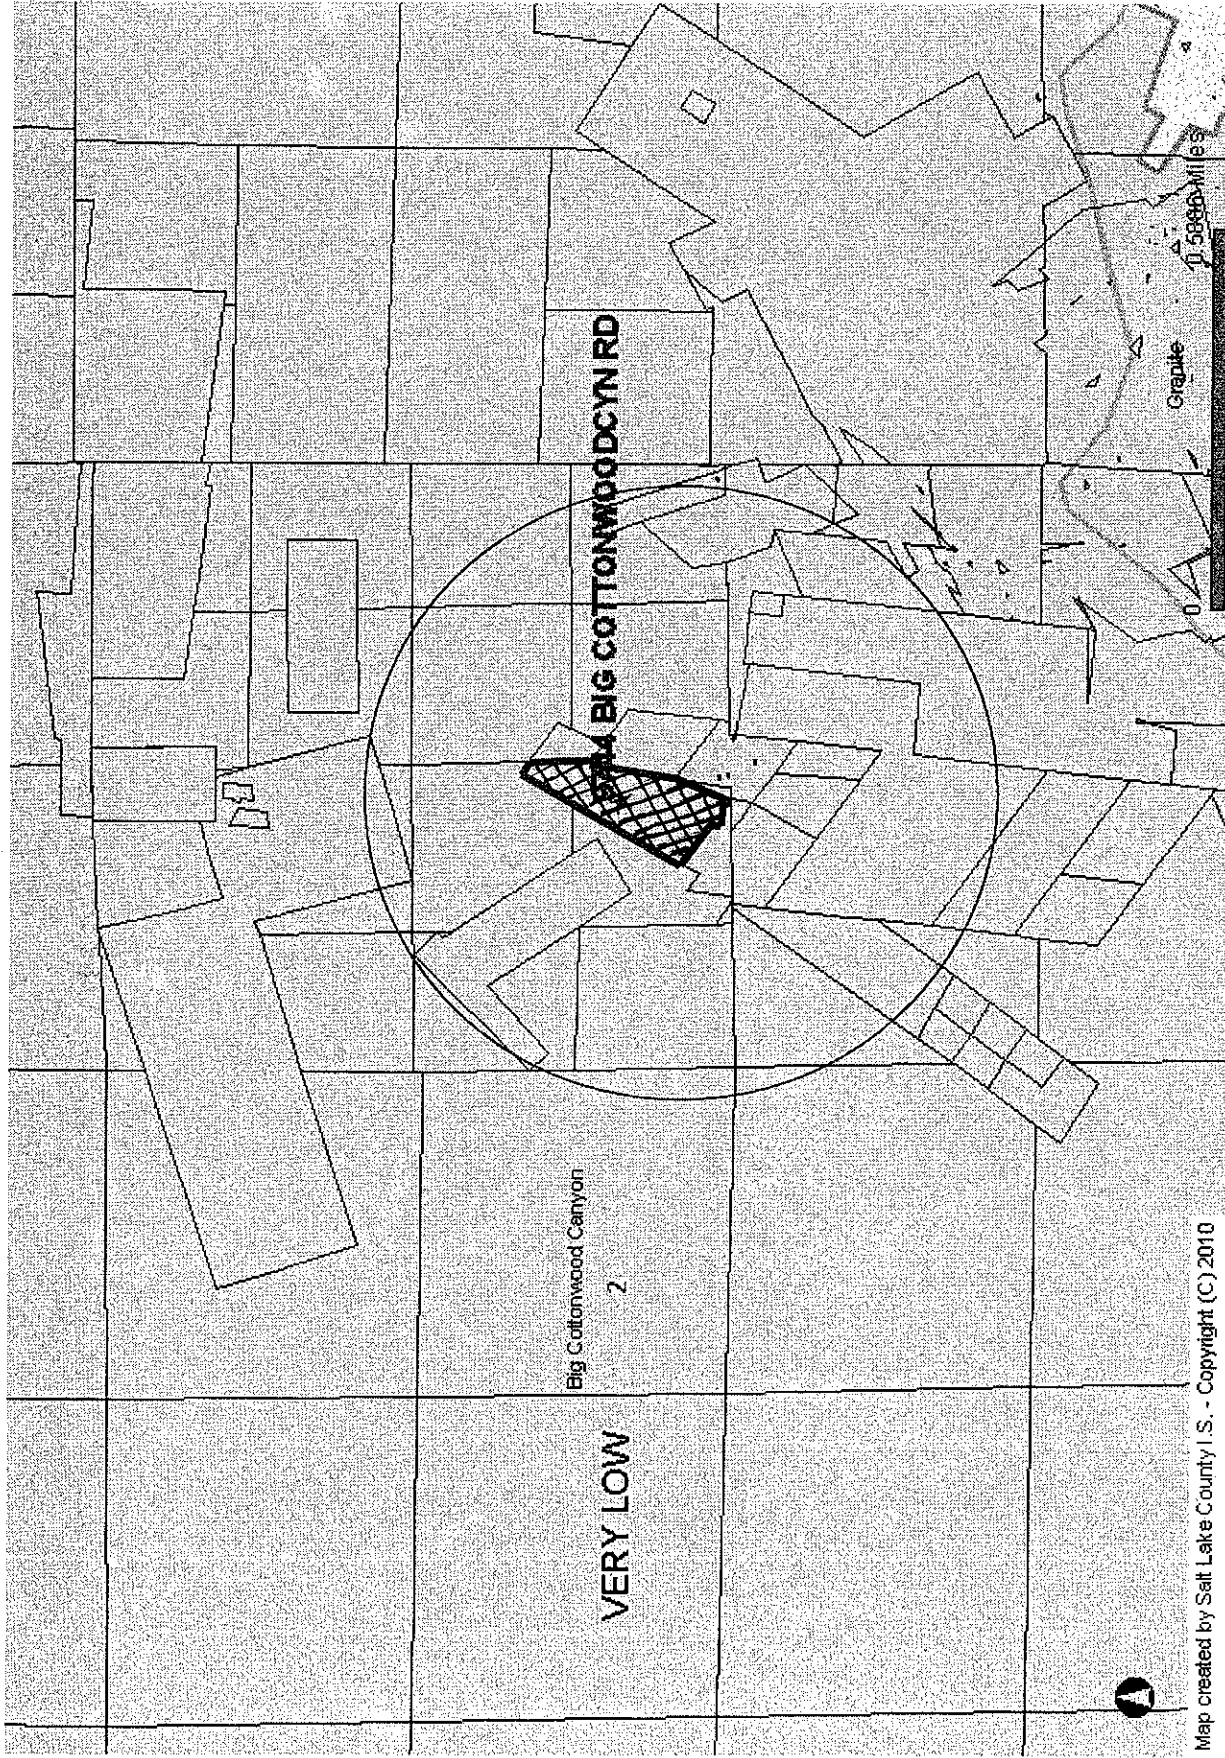 BIG COTTONWOODCYN RD
Big Cottonwood Canyon
2
VERY LOW
Granite
0
Miles
Map created by Salt Lake County I.S. - Copyright (C) 2010